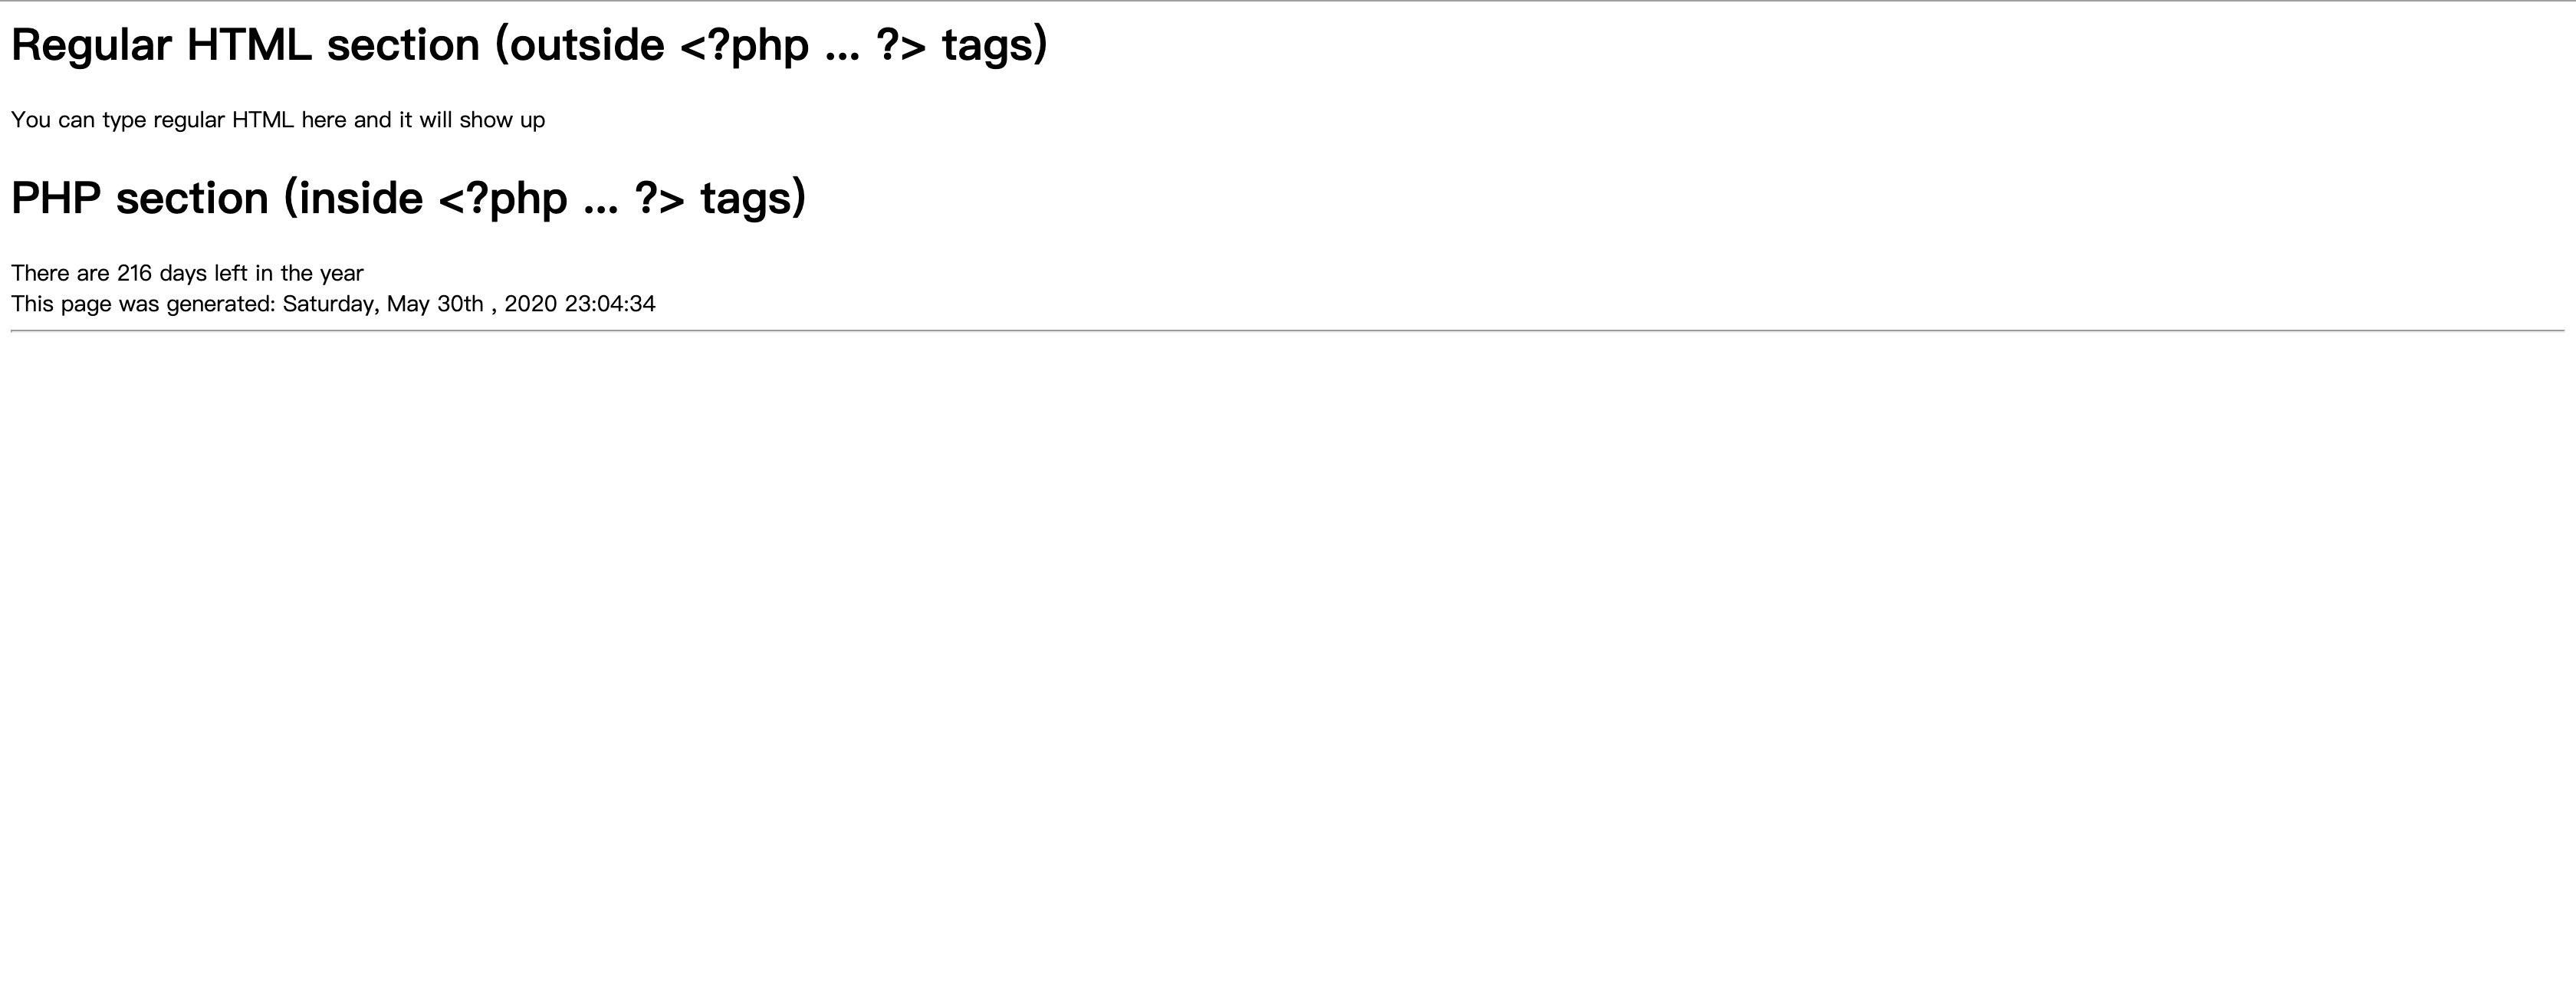 Regular HTML section (outside <?php ... ?> tags)
You can type regular HTML here and it will show up
PHP section (inside <?php ... ?> tags)
There are 216 days left in the year
This page was generated: Saturday, May 30th , 2020 23:04:34